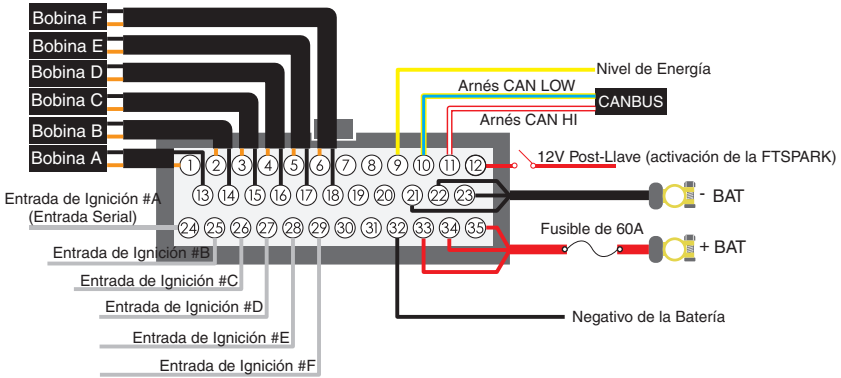 Bobina F
Bobina E
Bobina D
Bobina C
Bobina B
Bobina A
Nivel de Energía
Arnés CAN LOW
CANBUS
Arnés CAN HI
12V Post-Llave (activación de la FTSPARK)
1 2 3 4 5 6 7 8 9 10 11 12
13 14 15 16 17 18 19 20 21 22 23
- BAT
Entrada de Ignición #A
(Entrada Serial)
24 25 26 27 28 29 30 31 32 33 34 35
Fusible de 60A
+ BAT
Entrada de Ignición #B
Entrada de Ignición #C
Entrada de Ignición #D
Negativo de la Batería
Entrada de Ignición #E
Entrada de Ignición #F